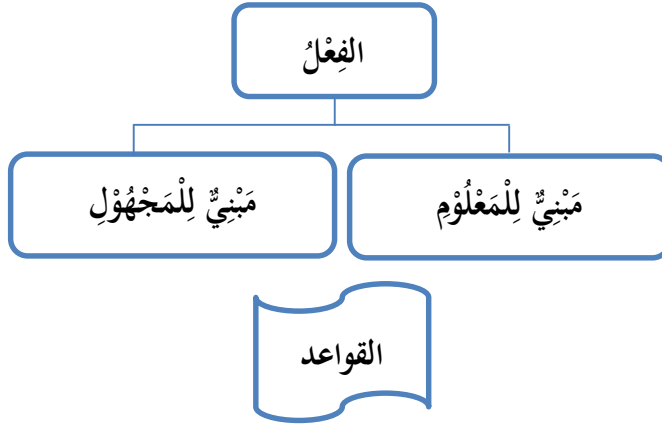 الفِعْلُ
مَبْنِيٌّ لِلْمَعْلُوْمِ
مَبْنِيٌّ لِلْمَجْهُوْلِ
القواعد